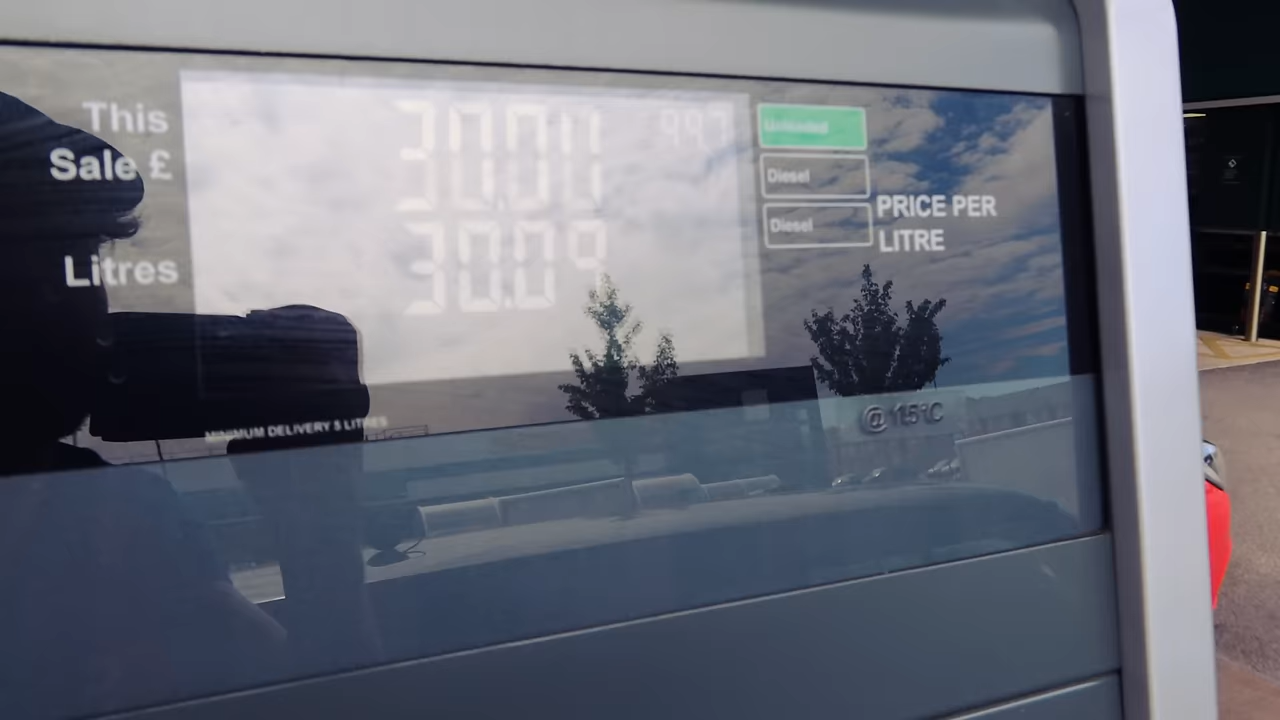 This
Sale £
30.00
99.7
Unleaded
Diesel
Diesel
PRICE PER
LITRE
Litres
30.09
@ 15°C
MINIMUM DELIVERY 5 LITRES